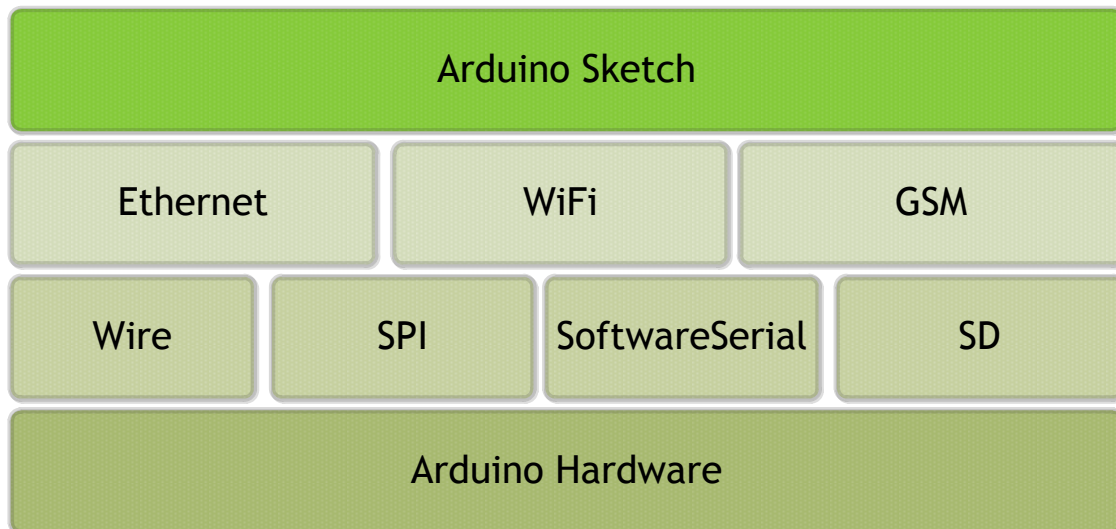 Arduino Sketch
Ethernet WiFi GSM
Wire SPI SoftwareSerial SD
Arduino Hardware